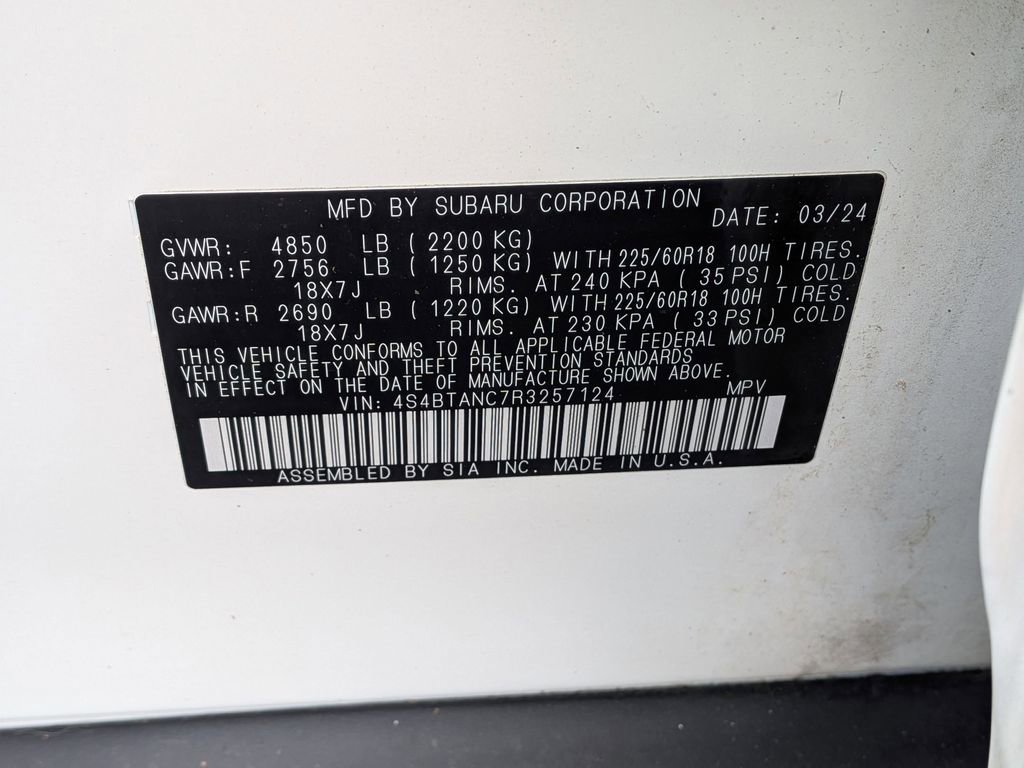 MFD BY SUBARU CORPORATION DATE: 03/24
GVWR: 4850 LB ( 2200 KG)
GAWR:F 2756 LB ( 1250 KG) WITH 225/60R18 100H TIRES.
18X7J RIMS. AT 240 KPA ( 35 PSI) COLD
GAWR:R 2690 LB ( 1220 KG) WITH 225/60R18 100H TIRES.
18X7J RIMS. AT 230 KPA ( 33 PSI) COLD
THIS VEHICLE CONFORMS TO ALL APPLICABLE FEDERAL MOTOR
VEHICLE SAFETY AND THEFT PREVENTION STANDARDS
IN EFFECT ON THE DATE OF MANUFACTURE SHOWN ABOVE.
VIN: 4S4BTANC7R3257124 MPV
ASSEMBLED BY SIA INC. MADE IN U.S.A.